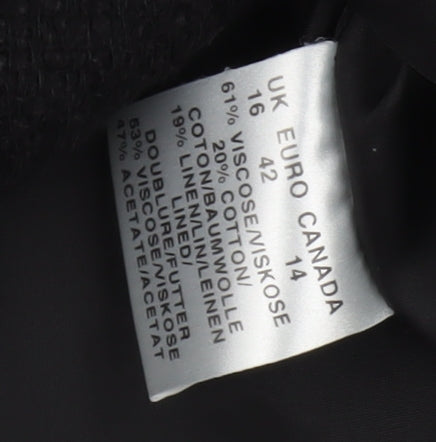 UK EURO CANADA
16 42 14
61% VISCOSE/VISKOSE
20% COTTON/
COTON/BAUMWOLLE
19% LINEN/LIN/LEINEN
LINED/
DOUBLURE/FUTTER
53% VISCOSE/VISKOSE
47% ACETATE/ACETAT